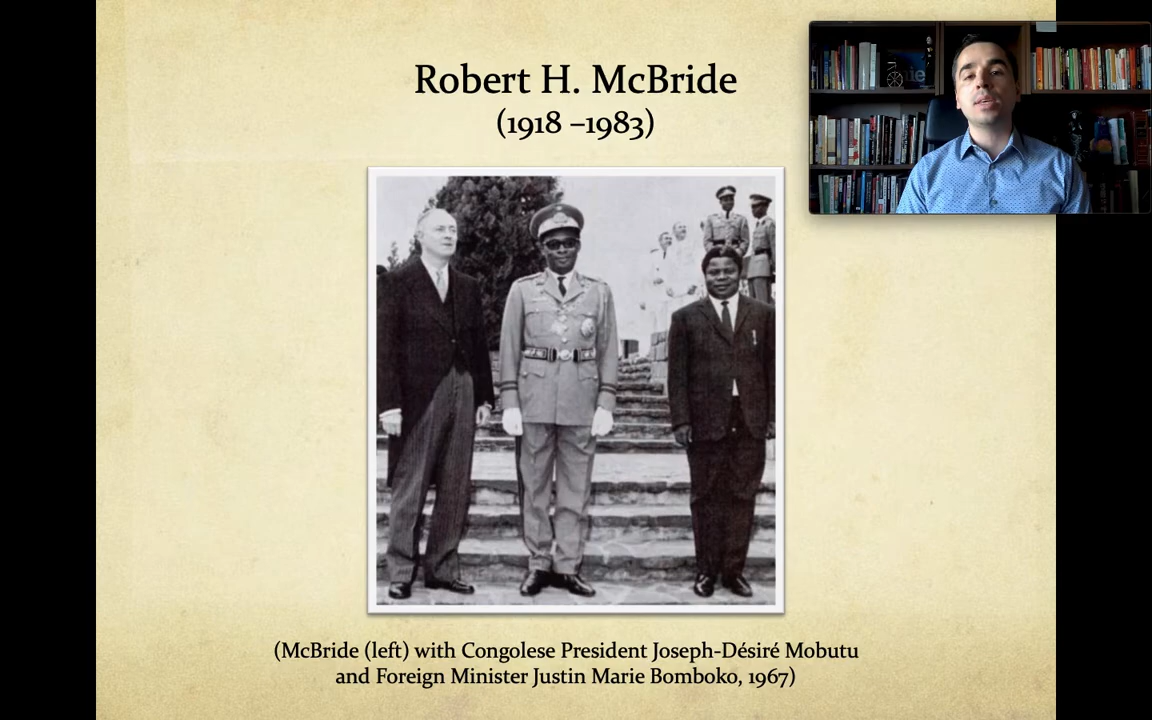 Robert H. McBride
(1918 –1983)
(McBride (left) with Congolese President Joseph-Désiré Mobutu
and Foreign Minister Justin Marie Bomboko, 1967)